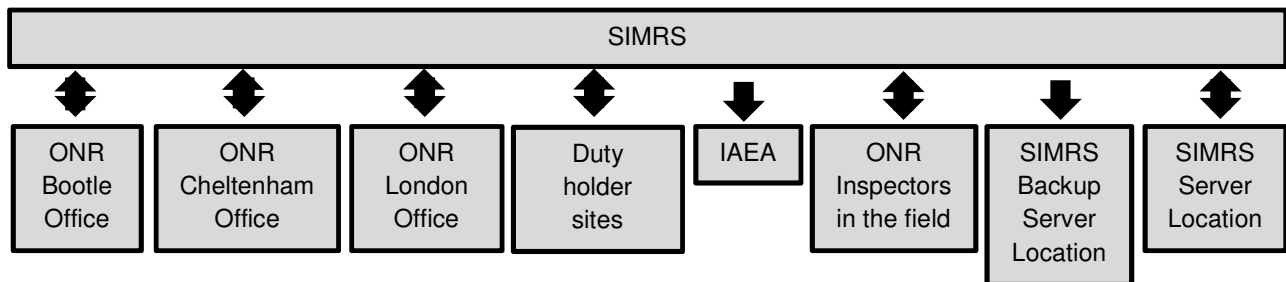 SIMRS
ONR
Bootle
Office
ONR
Cheltenham
Office
ONR
London
Office
Duty
holder
sites
IAEA
ONR
Inspectors
in the field
SIMRS
Backup
Server
Location
SIMRS
Server
Location